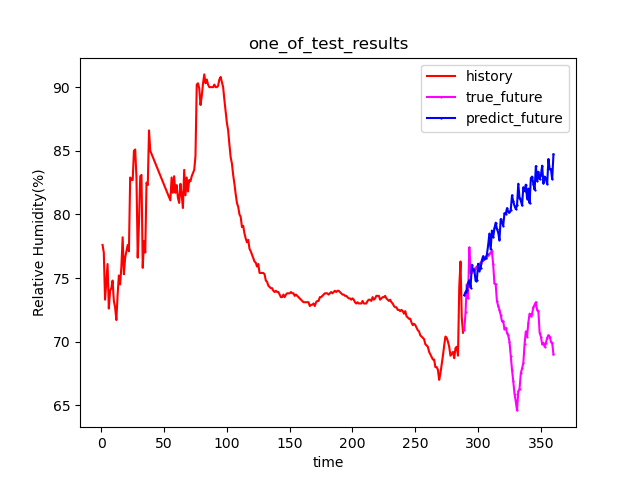 one_of_test_results
history
true_future
predict_future
Relative Humidity(%)
90
85
80
75
70
65
0 50 100 150 200 250 300 350
time